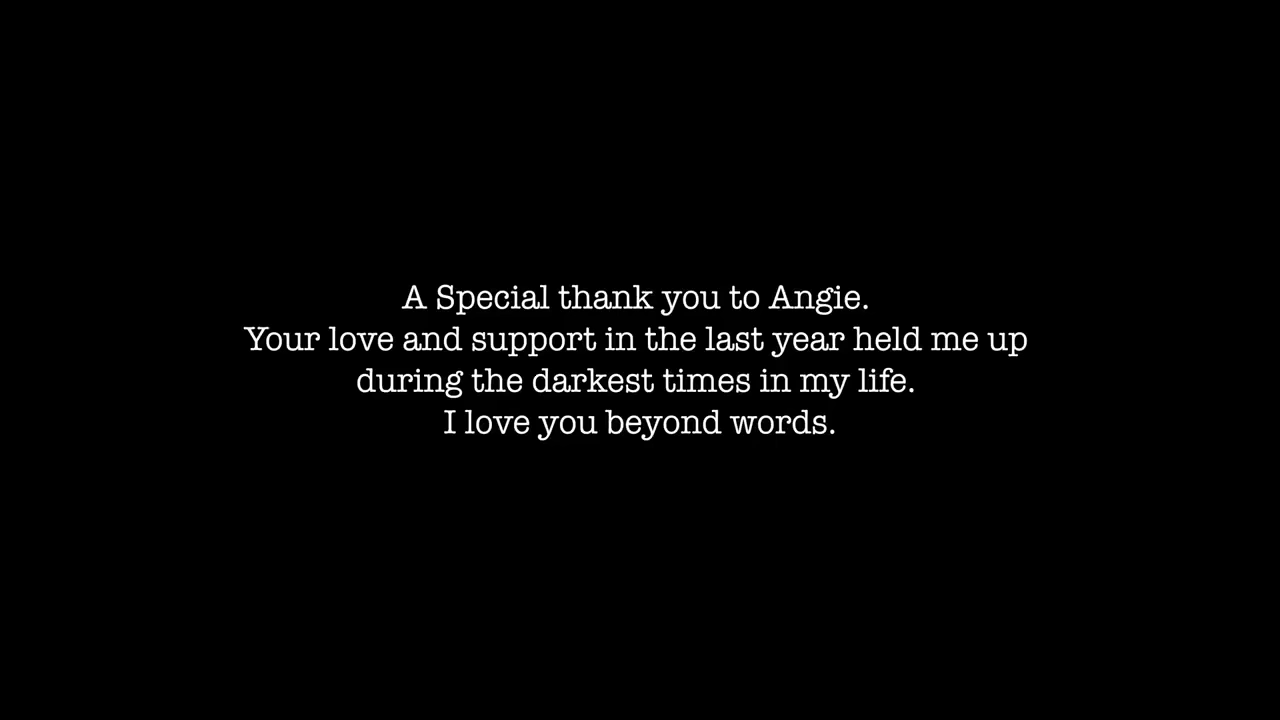 A Special thank you to Angie.
Your love and support in the last year held me up
during the darkest times in my life.
I love you beyond words.